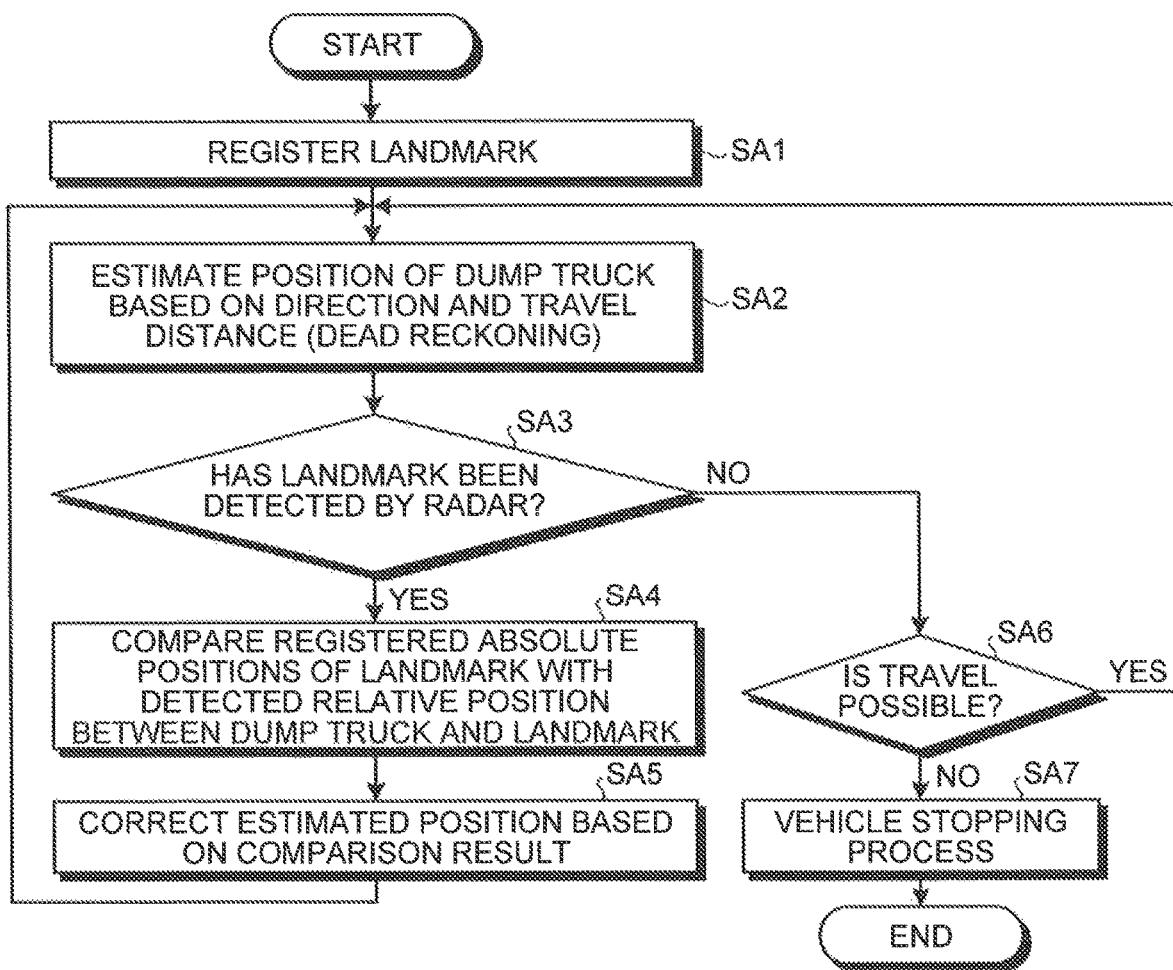 START
REGISTER LANDMARK
SA1
ESTIMATE POSITION OF DUMP TRUCK
BASED ON DIRECTION AND TRAVEL
DISTANCE (DEAD RECKONING)
SA2
SA3
HAS LANDMARK BEEN
DETECTED BY RADAR?
NO
YES
SA4
COMPARE REGISTERED ABSOLUTE
POSITIONS OF LANDMARK WITH
DETECTED RELATIVE POSITION
BETWEEN DUMP TRUCK AND LANDMARK
SA5
CORRECT ESTIMATED POSITION BASED
ON COMPARISON RESULT
SA6
IS TRAVEL
POSSIBLE?
YES
NO
SA7
VEHICLE STOPPING
PROCESS
END